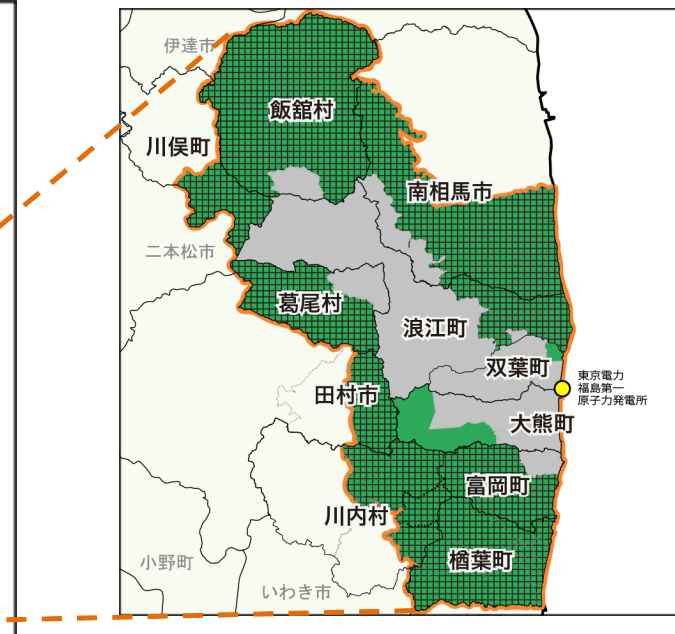 伊達市
飯舘村
川俣町
南相馬市
二本松市
葛尾村
浪江町
双葉町
東京電力
福島第一
原子力発電所
田村市
大熊町
富岡町
川内村
楢葉町
小野町
いわき市